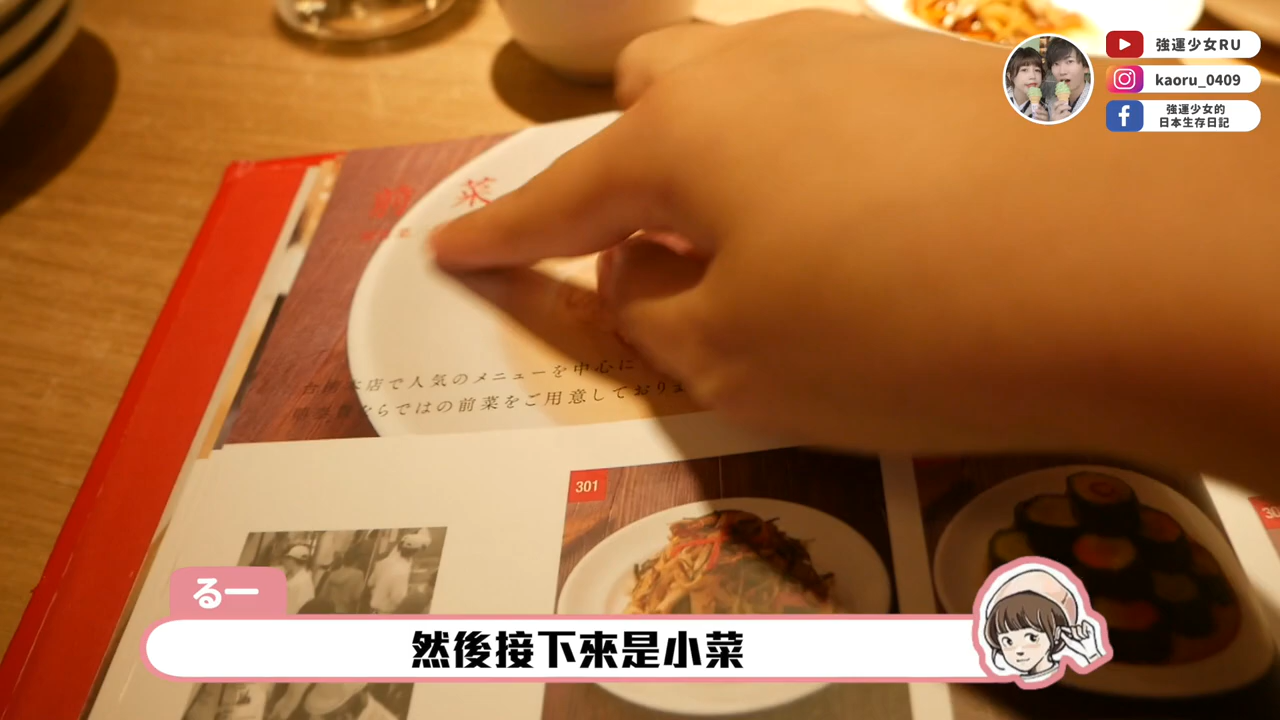 強運少女RU
kaoru_0409
強運少女的
日本生存日記
前菜
本店で人気のメニューを中心に
らではの前菜をご用意しておりま
301
30
るー
然後接下來是小菜